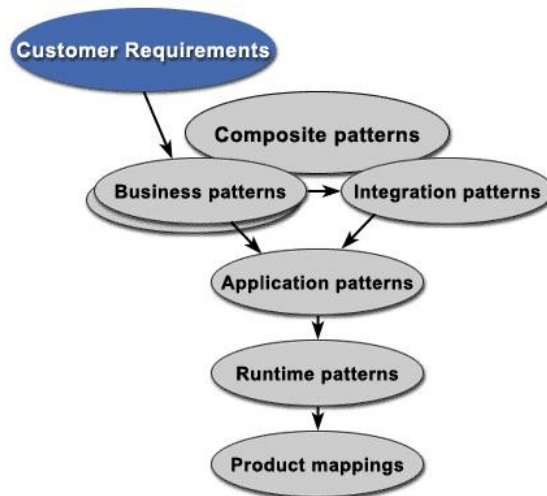 Customer Requirements
Composite patterns
Business patterns
Integration patterns
Application patterns
Runtime patterns
Product mappings